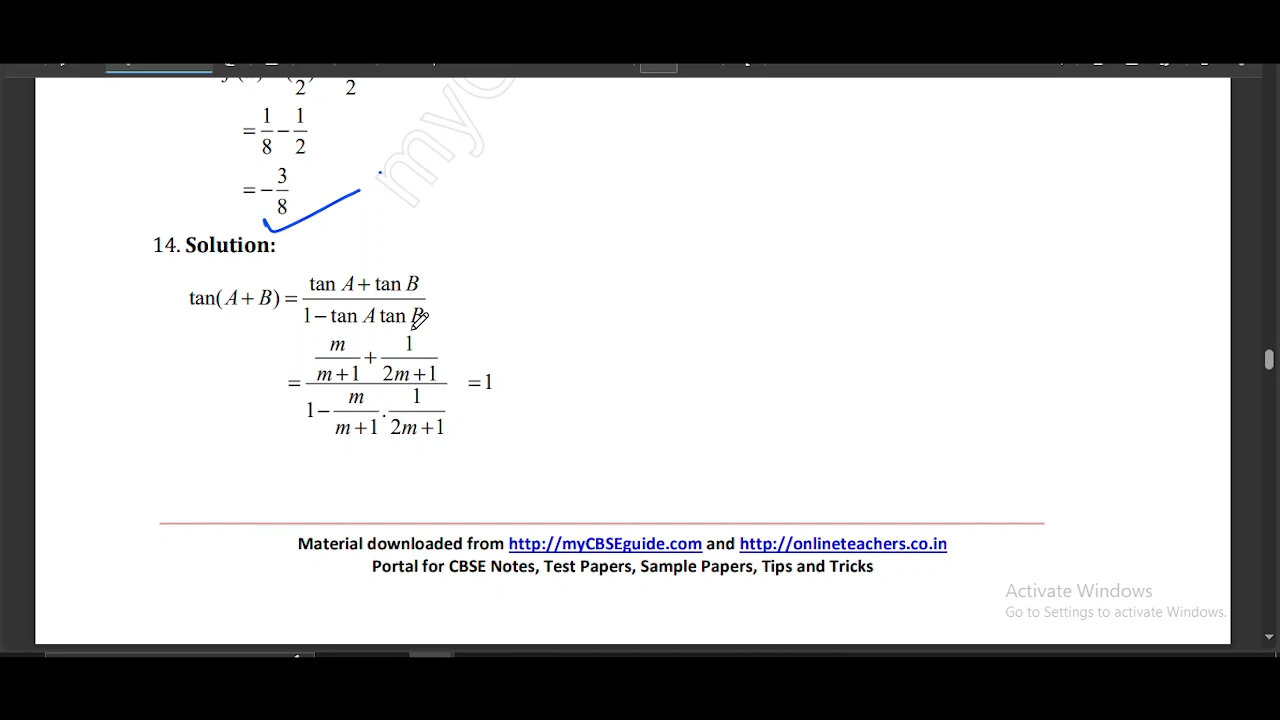 = 1/8 − 1/2
= − 3/8
14. Solution:
tan(A + B) = (tan A + tan B)/(1 − tan A tan B)
= (m/(m+1) + 1/(2m+1))/(1 − m/(m+1) . 1/(2m+1)) = 1
Material downloaded from http://myCBSEguide.com and http://onlineteachers.co.in
Portal for CBSE Notes, Test Papers, Sample Papers, Tips and Tricks
Activate Windows
Go to Settings to activate Windows.